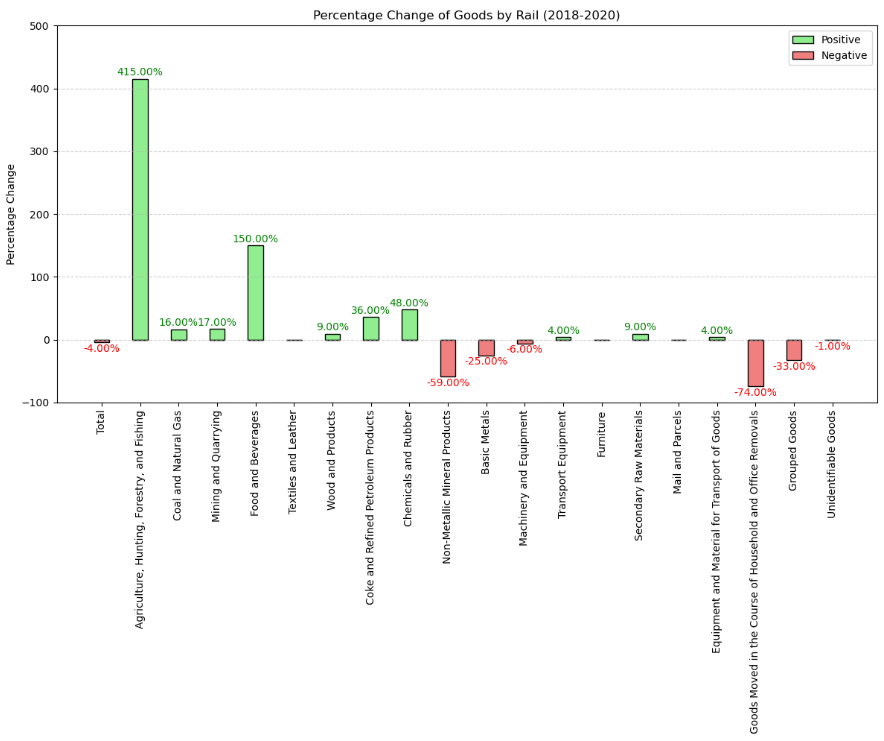 Percentage Change of Goods by Rail (2018-2020)
Positive
Negative
Percentage Change
500
400
300
200
100
0
−100
-4.00%
415.00%
16.00%
17.00%
150.00%
9.00%
36.00%
48.00%
-59.00%
-25.00%
-6.00%
4.00%
9.00%
4.00%
-74.00%
-33.00%
-1.00%
Total
Agriculture, Hunting, Forestry, and Fishing
Coal and Natural Gas
Mining and Quarrying
Food and Beverages
Textiles and Leather
Wood and Products
Coke and Refined Petroleum Products
Chemicals and Rubber
Non-Metallic Mineral Products
Basic Metals
Machinery and Equipment
Transport Equipment
Furniture
Secondary Raw Materials
Mail and Parcels
Equipment and Material for Transport of Goods
Goods Moved in the Course of Household and Office Removals
Grouped Goods
Unidentifiable Goods